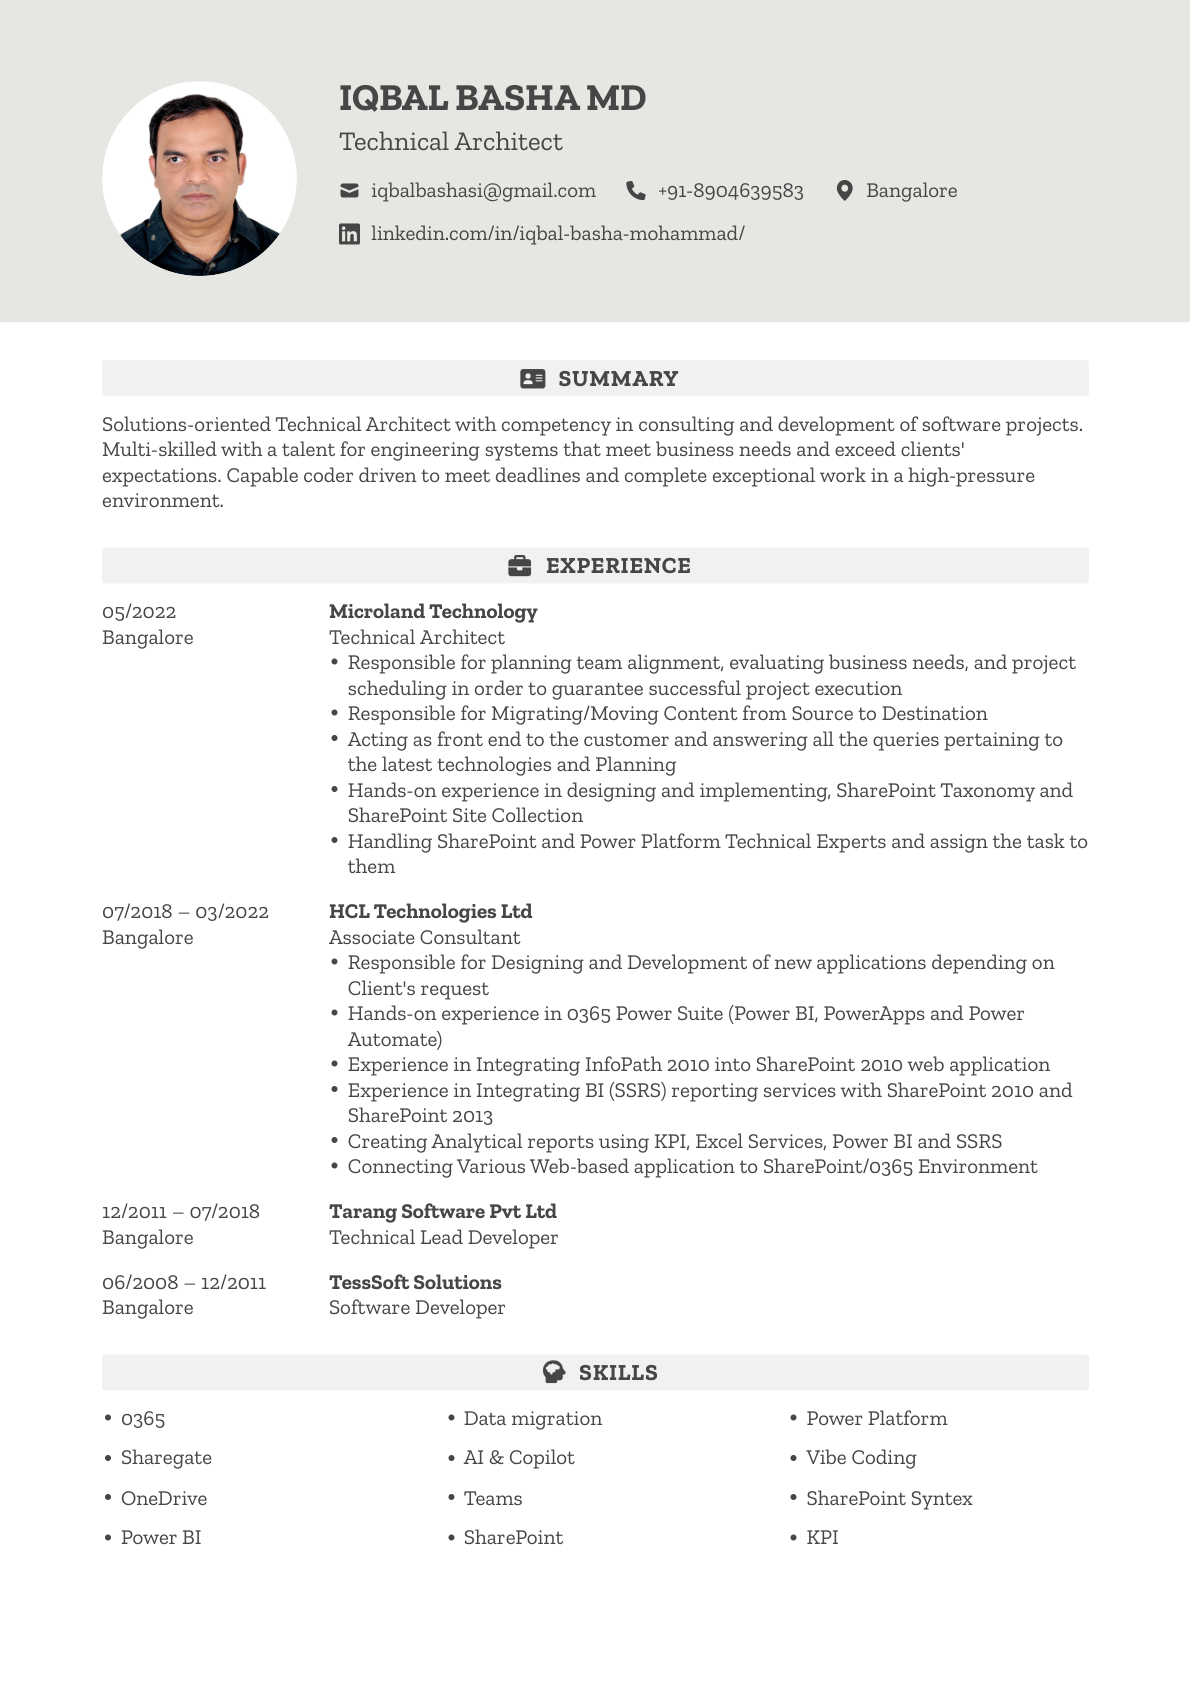 IQBAL BASHA MD
Technical Architect
iqbalbashasi@gmail.com +91-8904639583 Bangalore
linkedin.com/in/iqbal-basha-mohammad/
SUMMARY
Solutions-oriented Technical Architect with competency in consulting and development of software projects.
Multi-skilled with a talent for engineering systems that meet business needs and exceed clients'
expectations. Capable coder driven to meet deadlines and complete exceptional work in a high-pressure
environment.
EXPERIENCE
05/2022
Bangalore
Microland Technology
Technical Architect
• Responsible for planning team alignment, evaluating business needs, and project
scheduling in order to guarantee successful project execution
• Responsible for Migrating/Moving Content from Source to Destination
• Acting as front end to the customer and answering all the queries pertaining to
the latest technologies and Planning
• Hands-on experience in designing and implementing, SharePoint Taxonomy and
SharePoint Site Collection
• Handling SharePoint and Power Platform Technical Experts and assign the task to
them
07/2018 – 03/2022
Bangalore
HCL Technologies Ltd
Associate Consultant
• Responsible for Designing and Development of new applications depending on
Client's request
• Hands-on experience in 0365 Power Suite (Power BI, PowerApps and Power
Automate)
• Experience in Integrating InfoPath 2010 into SharePoint 2010 web application
• Experience in Integrating BI (SSRS) reporting services with SharePoint 2010 and
SharePoint 2013
• Creating Analytical reports using KPI, Excel Services, Power BI and SSRS
• Connecting Various Web-based application to SharePoint/0365 Environment
12/2011 – 07/2018
Bangalore
Tarang Software Pvt Ltd
Technical Lead Developer
06/2008 – 12/2011
Bangalore
TessSoft Solutions
Software Developer
SKILLS
• 0365 • Data migration • Power Platform
• Sharegate • AI & Copilot • Vibe Coding
• OneDrive • Teams • SharePoint Syntex
• Power BI • SharePoint • KPI